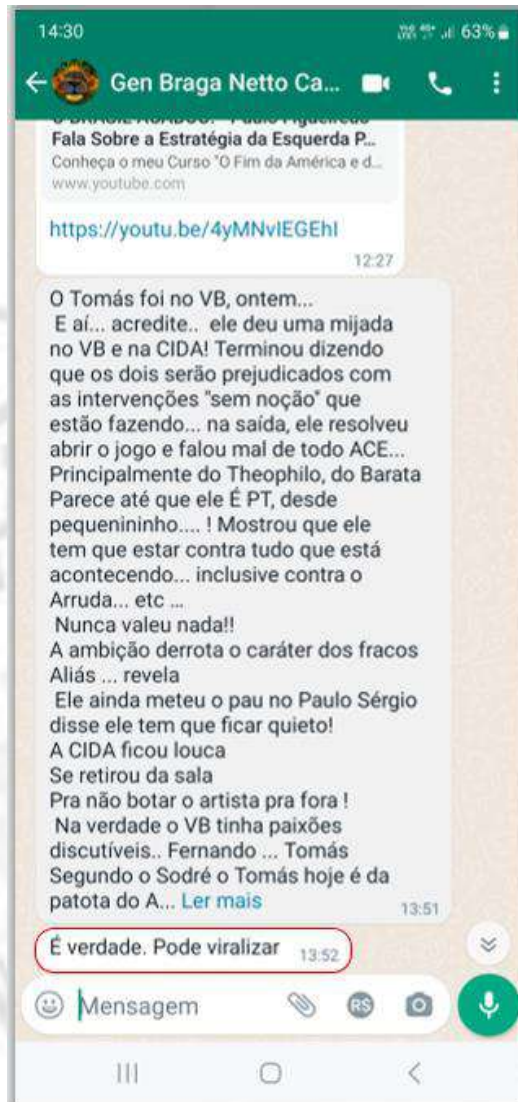 14:30
63%
Gen Braga Netto Ca...
Fala Sobre a Estratégia da Esquerda P...
Conheça o meu Curso "O Fim da América e d...
www.youtube.com
https://youtu.be/4yMNvIEGEhI
12:27
O Tomás foi no VB, ontem...
E aí... acredite.. ele deu uma mijada
no VB e na CIDA! Terminou dizendo
que os dois serão prejudicados com
as intervenções "sem noção" que
estão fazendo... na saída, ele resolveu
abrir o jogo e falou mal de todo ACE...
Principalmente do Theophilo, do Barata
Parece até que ele É PT, desde
pequenininho.... ! Mostrou que ele
tem que estar contra tudo que está
acontecendo... inclusive contra o
Arruda... etc ...
Nunca valeu nada!!
A ambição derrota o caráter dos fracos
Aliás ... revela
Ele ainda meteu o pau no Paulo Sérgio
disse ele tem que ficar quieto!
A CIDA ficou louca
Se retirou da sala
Pra não botar o artista pra fora !
Na verdade o VB tinha paixões
discutíveis.. Fernando ... Tomás
Segundo o Sodré o Tomás hoje é da
patota do A... Ler mais
13:51
É verdade. Pode viralizar 13:52
Mensagem
RS